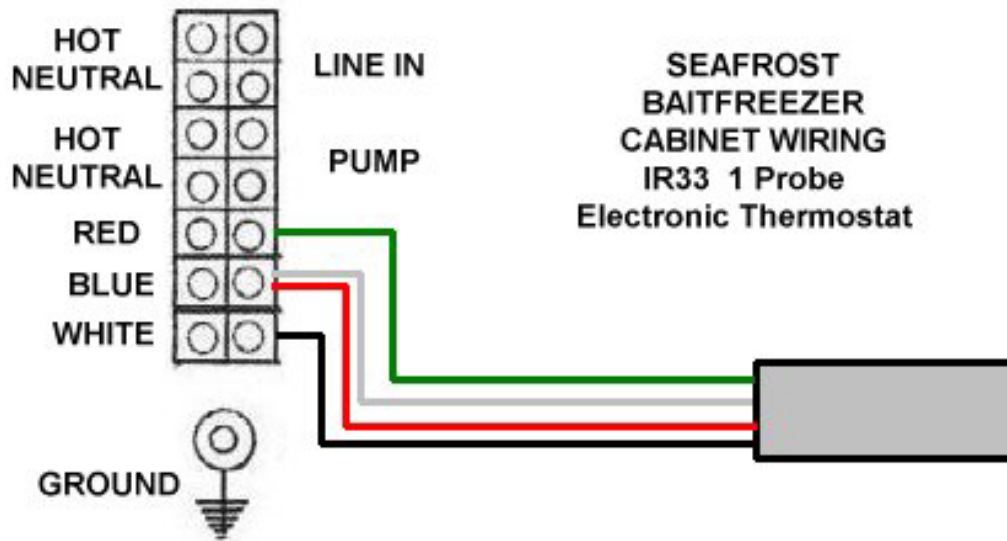 HOT
NEUTRAL
LINE IN
HOT
NEUTRAL
PUMP
RED
BLUE
WHITE
GROUND
SEAFROST
BAITFREEZER
CABINET WIRING
IR33 1 Probe
Electronic Thermostat